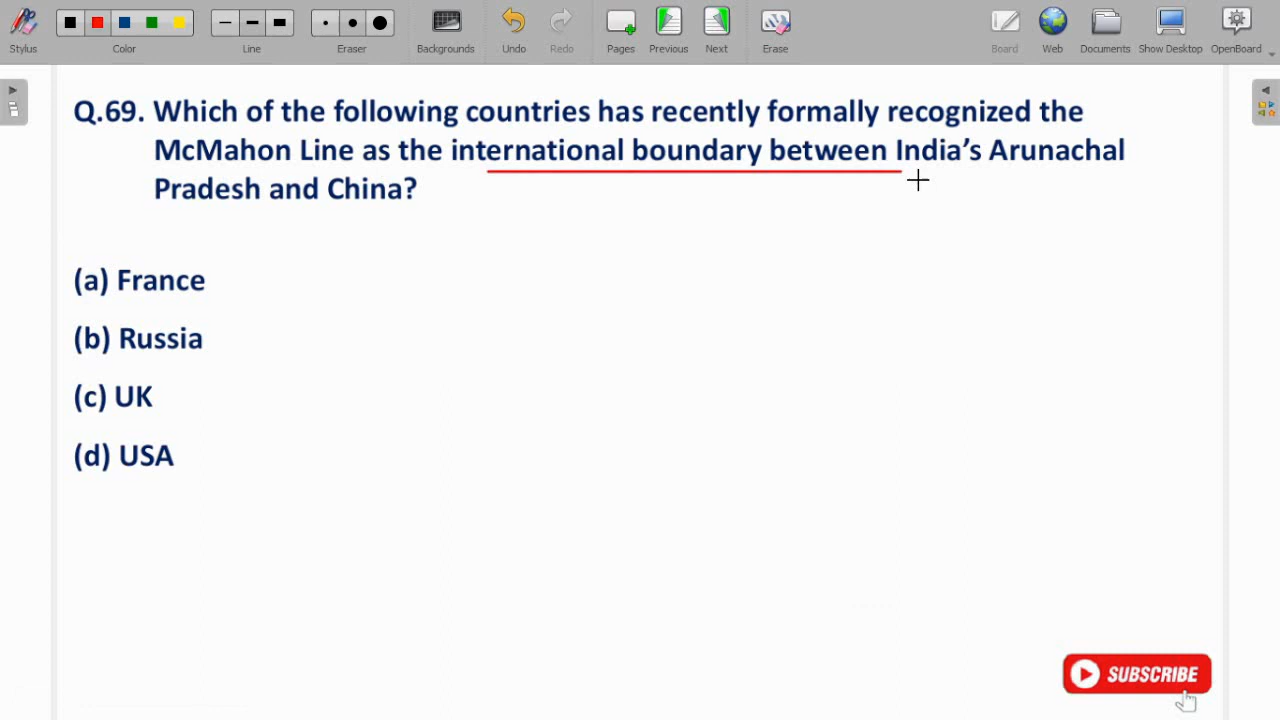 Stylus
Color
Line
Eraser
Backgrounds
Undo
Redo
Pages
Previous
Next
Erase
Board
Web
Documents
Show Desktop
OpenBoard
Q.69. Which of the following countries has recently formally recognized the
McMahon Line as the international boundary between India’s Arunachal
Pradesh and China?
(a) France
(b) Russia
(c) UK
(d) USA
SUBSCRIBE